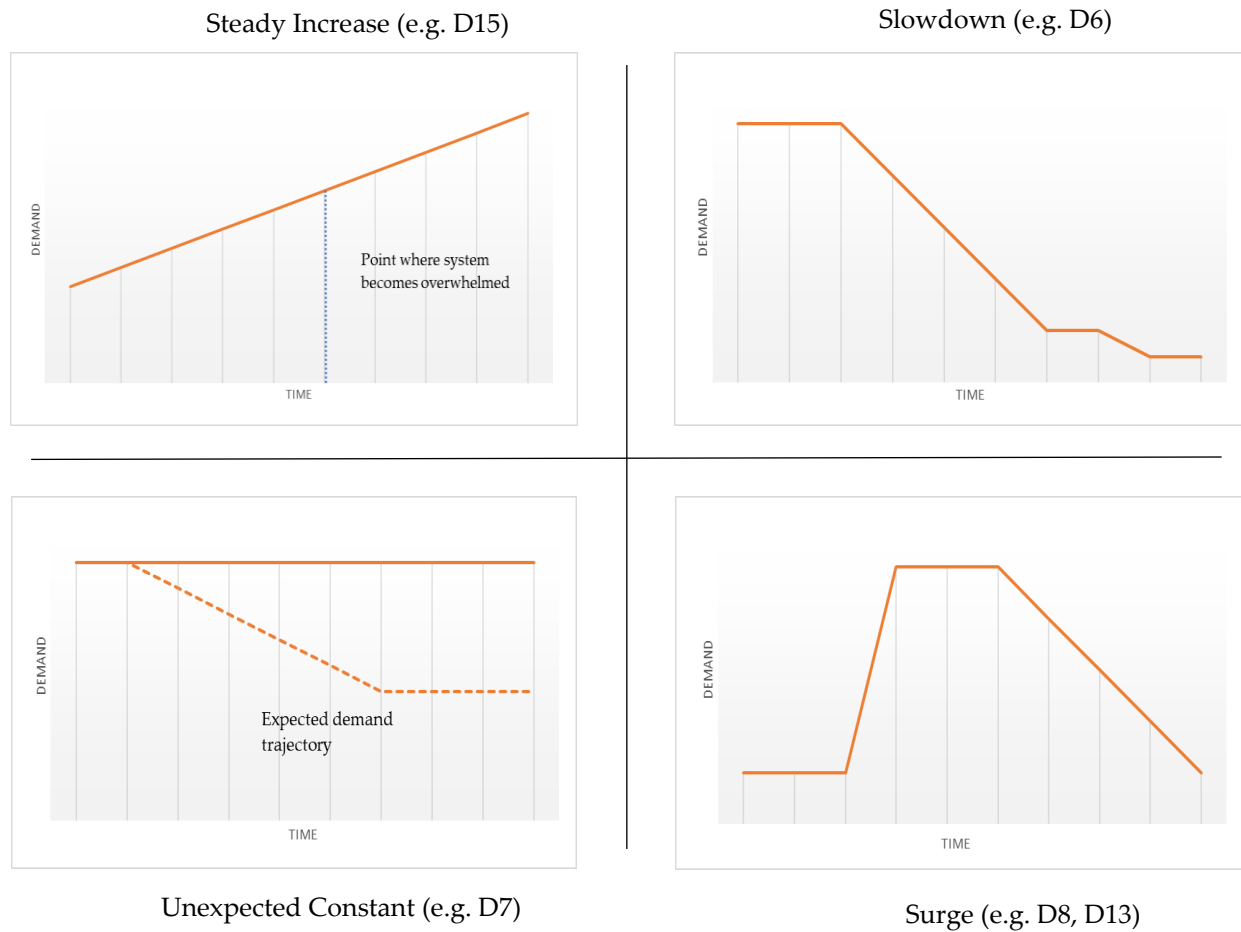 Steady Increase (e.g. D15)
DEMAND
Point where system
becomes overwhelmed
TIME
Slowdown (e.g. D6)
DEMAND
TIME
DEMAND
Expected demand
trajectory
TIME
Unexpected Constant (e.g. D7)
DEMAND
TIME
Surge (e.g. D8, D13)